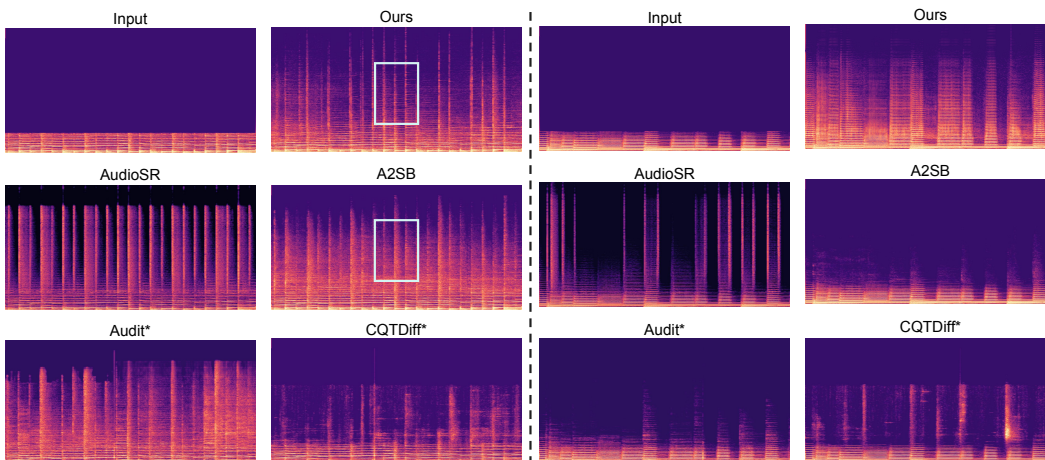 Input
Ours
Input
Ours
AudioSR
A2SB
AudioSR
A2SB
Audit*
CQTDiff*
Audit*
CQTDiff*